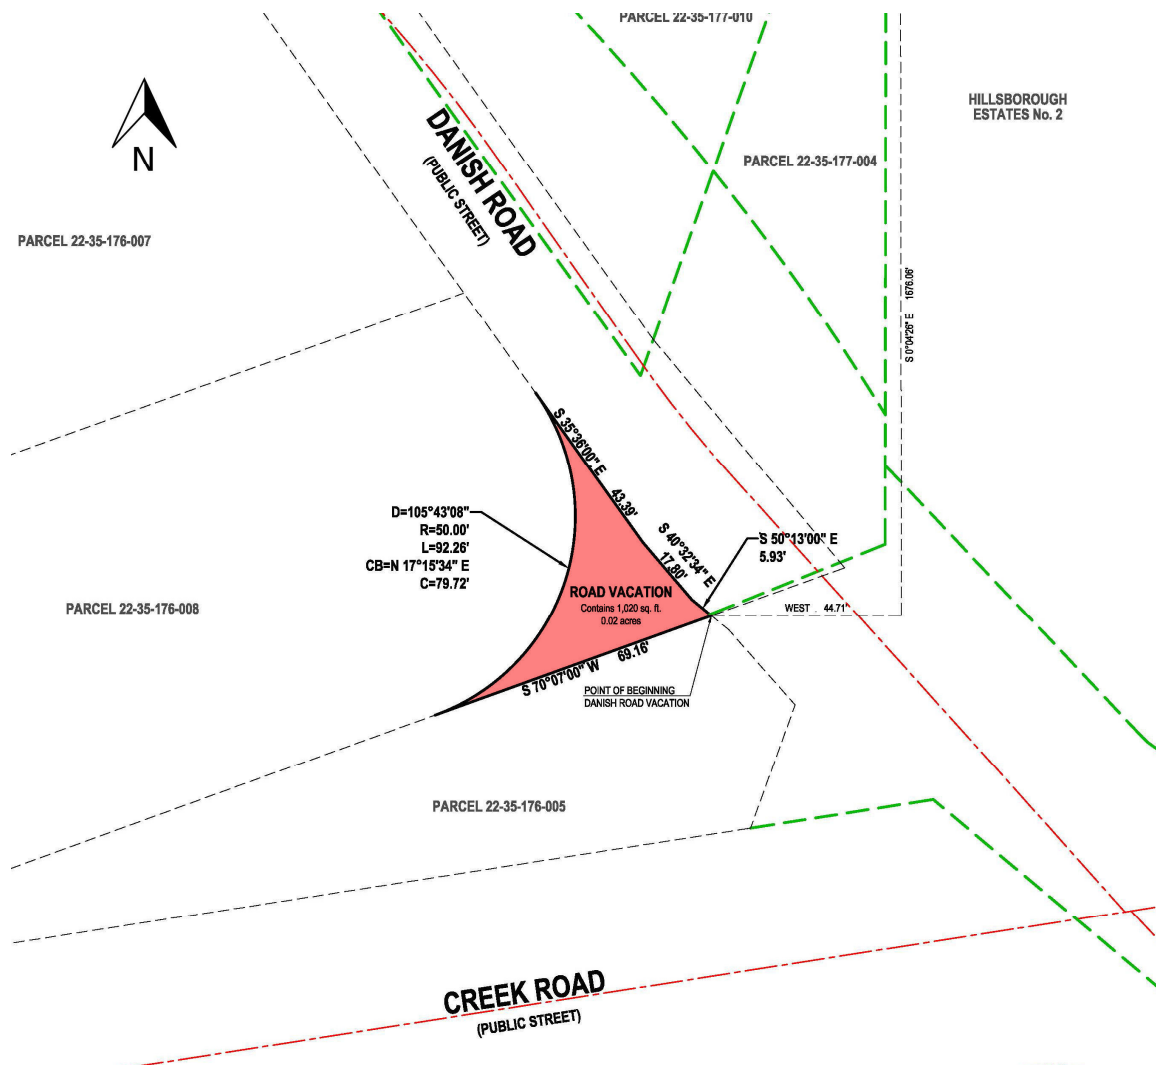 PARCEL 22-35-177-010
HILLSBOROUGH
ESTATES No. 2
N
DANISH ROAD
(PUBLIC STREET)
PARCEL 22-35-177-004
PARCEL 22-35-176-007
S 0°04'26" E 1676.06'
S 35°36'00" E 43.39'
S 40°32'34" E
17.80'
S 50°13'00" E
5.93'
D=105°43'08"
R=50.00'
L=92.26'
CB=N 17°15'34" E
C=79.72'
ROAD VACATION
Contains 1,020 sq. ft.
0.02 acres
PARCEL 22-35-176-008
WEST 44.71'
S 70°07'00" W 69.16'
POINT OF BEGINNING
DANISH ROAD VACATION
PARCEL 22-35-176-005
CREEK ROAD
(PUBLIC STREET)